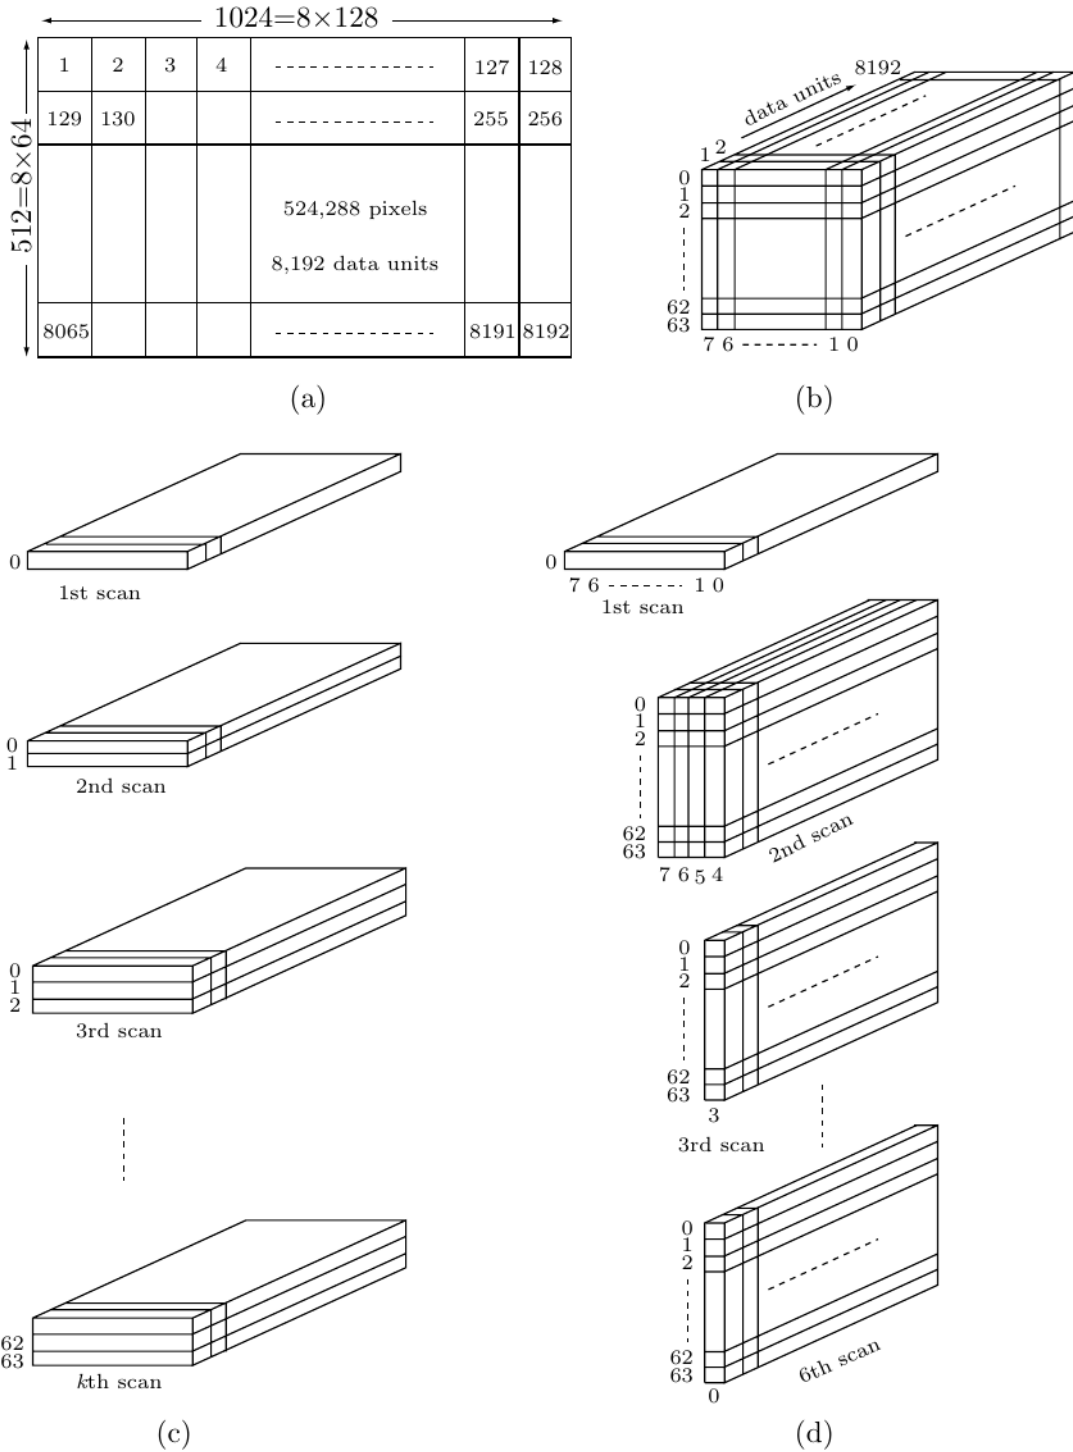 1024=8×128
512=8×64
1 2 3 4 127 128
129 130 255 256
524,288 pixels
8,192 data units
8065 8191 8192
(a)
8192
data units
1 2
0
1
2
62
63
7 6 1 0
(b)
0
1st scan
0
1
2nd scan
0
1
2
3rd scan
62
63
kth scan
(c)
0
7 6 1 0
1st scan
0
1
2
62
63
7 6 5 4
2nd scan
0
1
2
62
63
3
3rd scan
0
1
2
62
63
0
6th scan
(d)